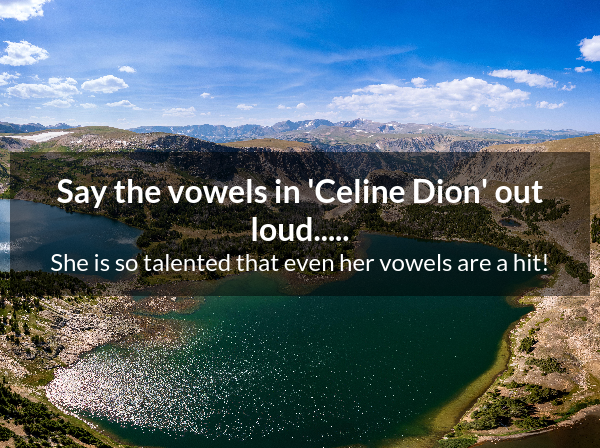 Say the vowels in 'Celine Dion' out
loud.....
She is so talented that even her vowels are a hit!